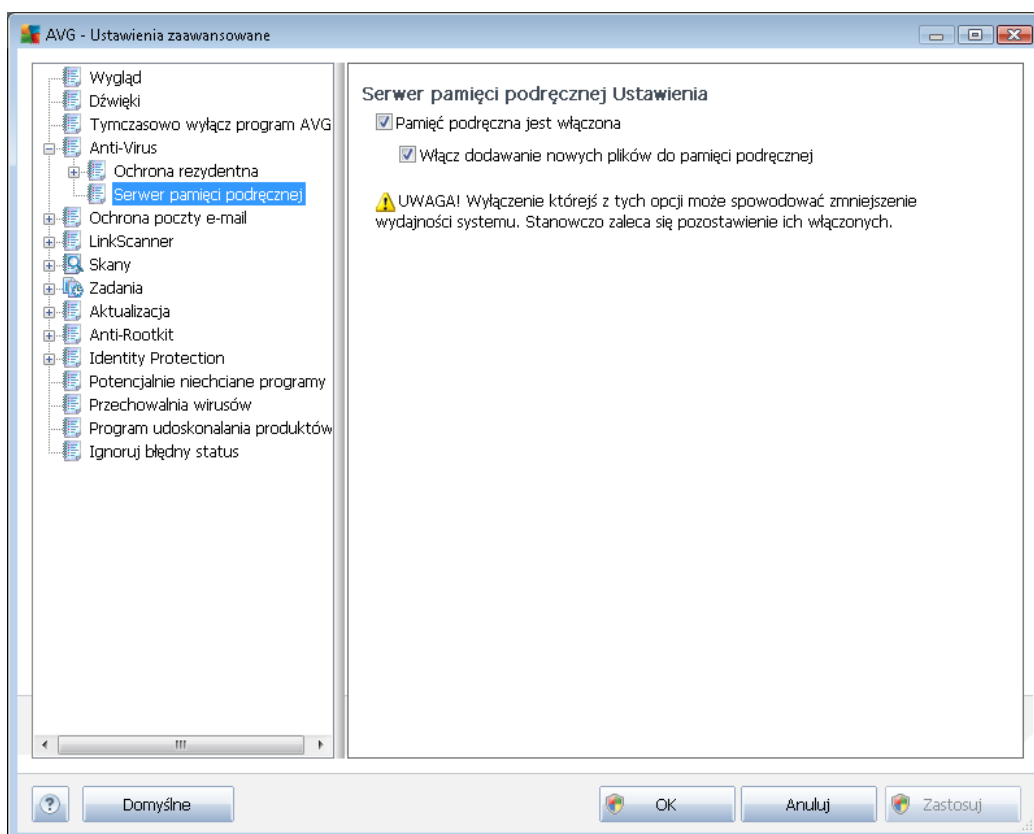 AVG - Ustawienia zaawansowane
Wygląd
Dźwięki
Tymczasowo wyłącz program AVG
Anti-Virus
Ochrona rezydentna
Serwer pamięci podręcznej
Ochrona poczty e-mail
LinkScanner
Skany
Zadania
Aktualizacja
Anti-Rootkit
Identity Protection
Potencjalnie niechciane programy
Przechowalnia wirusów
Program udoskonalania produktów
Ignoruj błędny status
Serwer pamięci podręcznej Ustawienia
Pamięć podręczna jest włączona
Włącz dodawanie nowych plików do pamięci podręcznej
UWAGA! Wyłączenie którejś z tych opcji może spowodować zmniejszenie
wydajności systemu. Stanowczo zaleca się pozostawienie ich włączonych.
?
Domyślne
OK
Anuluj
Zastosuj